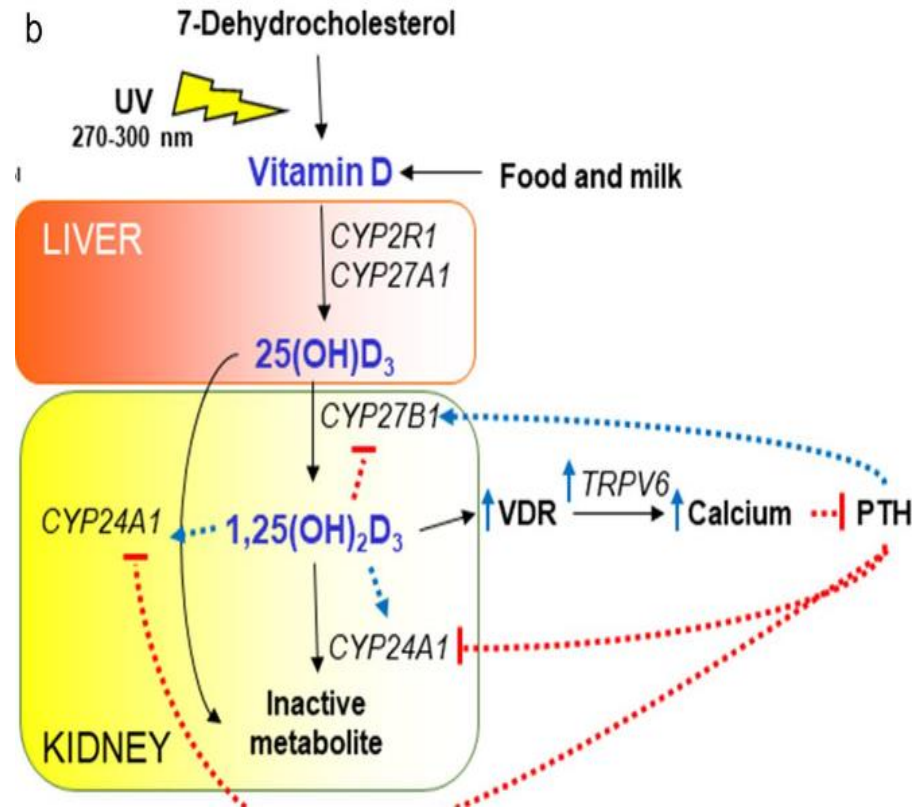 b
7-Dehydrocholesterol
UV
270-300 nm
Vitamin D
Food and milk
LIVER
CYP2R1
CYP27A1
25(OH)D₃
CYP27B1
CYP24A1
1,25(OH)₂D₃
VDR
TRPV6
Calcium
PTH
CYP24A1
Inactive
metabolite
KIDNEY